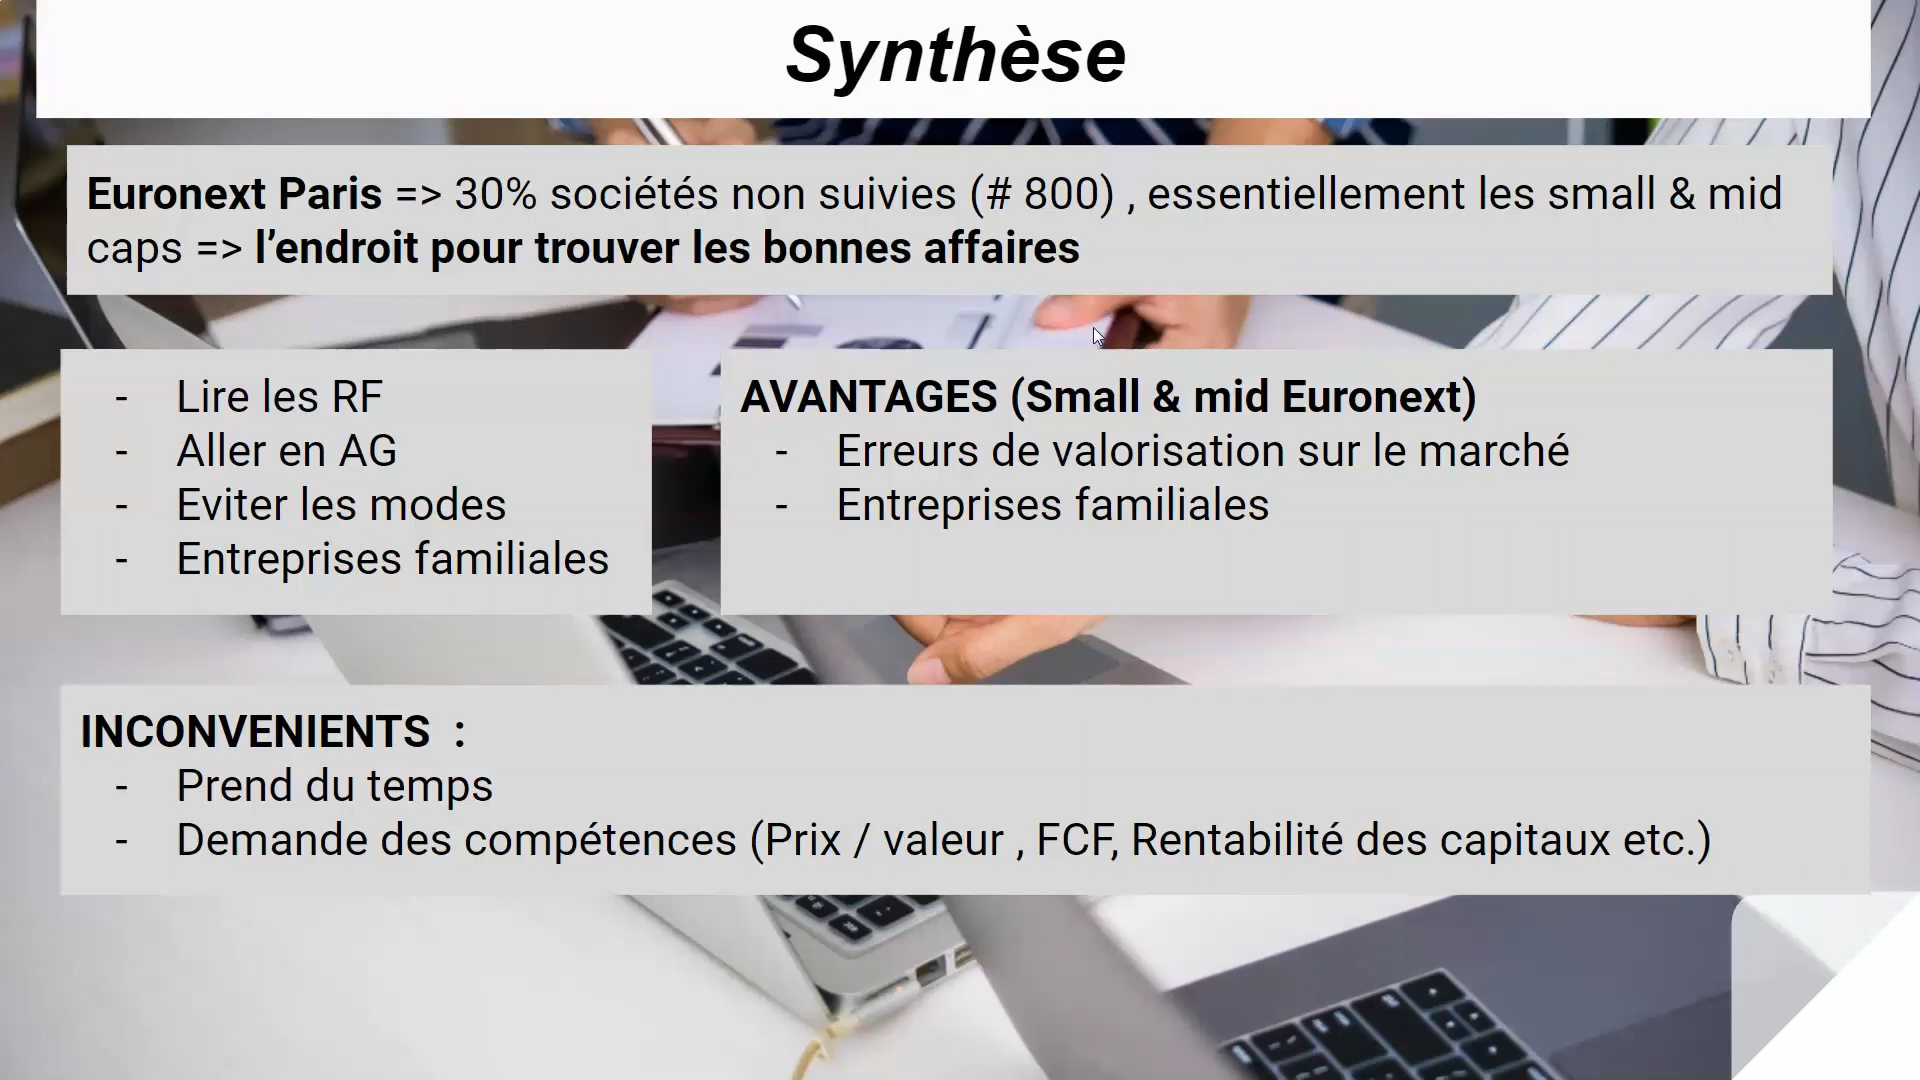 Synthèse
Euronext Paris => 30% sociétés non suivies (# 800) , essentiellement les small & mid
caps => l’endroit pour trouver les bonnes affaires
- Lire les RF
- Aller en AG
- Eviter les modes
- Entreprises familiales
AVANTAGES (Small & mid Euronext)
- Erreurs de valorisation sur le marché
- Entreprises familiales
INCONVENIENTS :
- Prend du temps
- Demande des compétences (Prix / valeur , FCF, Rentabilité des capitaux etc.)